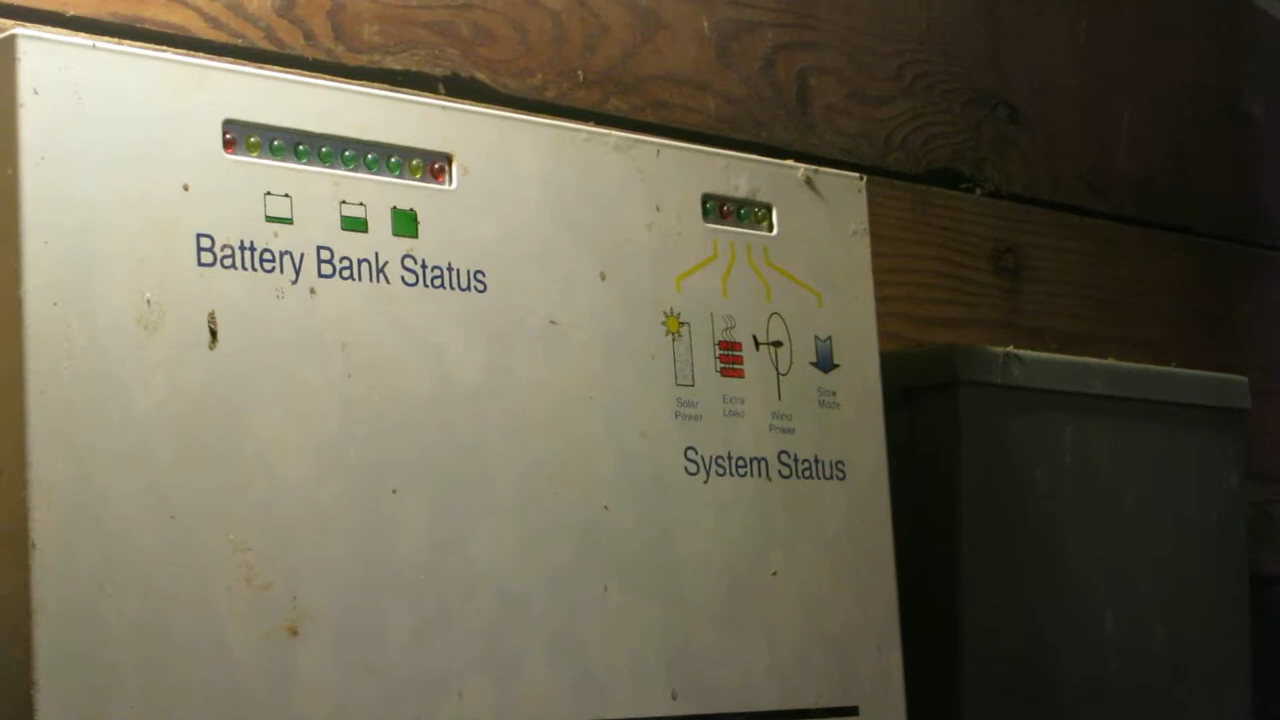 Battery Bank Status
Solar
Power
Extra
Load
Wind
Power
Slow
Mode
System Status